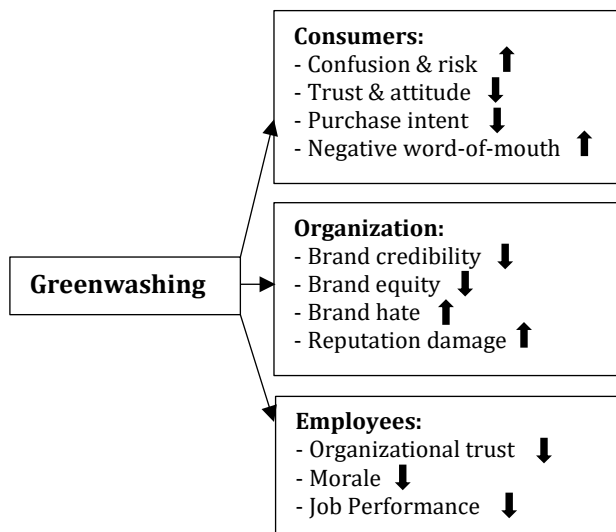 Consumers:
- Confusion & risk
- Trust & attitude
- Purchase intent
- Negative word-of-mouth
Greenwashing
Organization:
- Brand credibility
- Brand equity
- Brand hate
- Reputation damage
Employees:
- Organizational trust
- Morale
- Job Performance